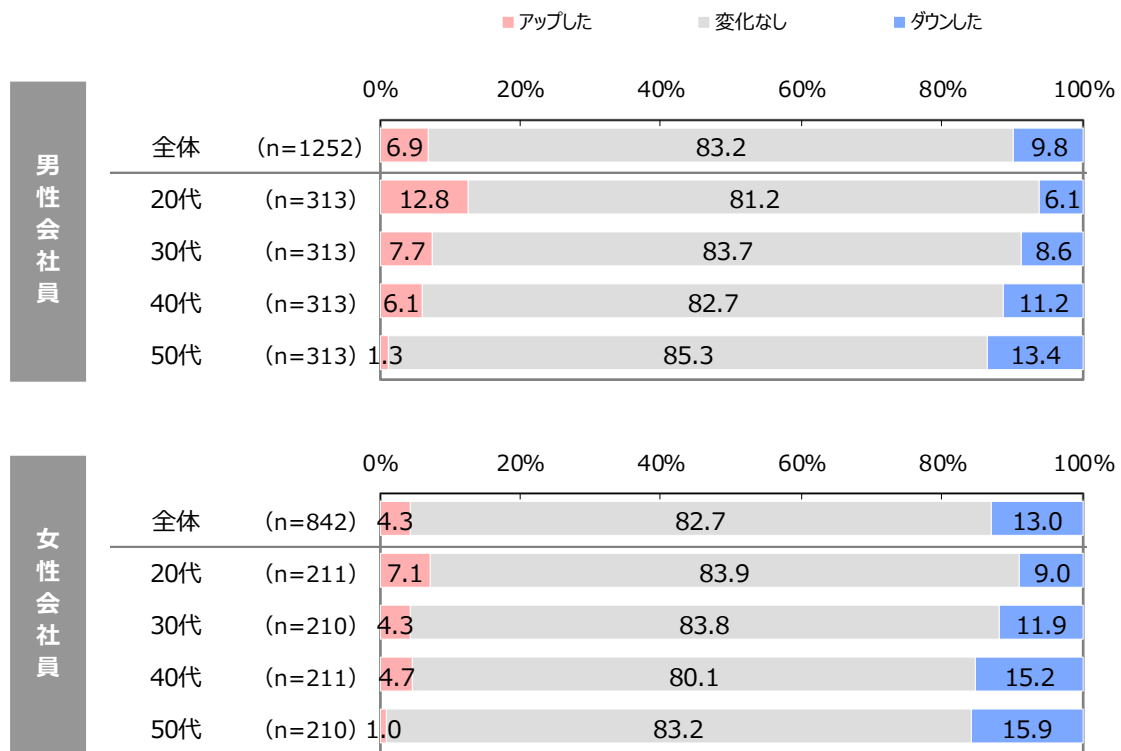 アップした 変化なし ダウンした
0% 20% 40% 60% 80% 100%
男性会社員
全体 (n=1252) 6.9 83.2 9.8
20代 (n=313) 12.8 81.2 6.1
30代 (n=313) 7.7 83.7 8.6
40代 (n=313) 6.1 82.7 11.2
50代 (n=313) 1.3 85.3 13.4
0% 20% 40% 60% 80% 100%
女性会社員
全体 (n=842) 4.3 82.7 13.0
20代 (n=211) 7.1 83.9 9.0
30代 (n=210) 4.3 83.8 11.9
40代 (n=211) 4.7 80.1 15.2
50代 (n=210) 1.0 83.2 15.9